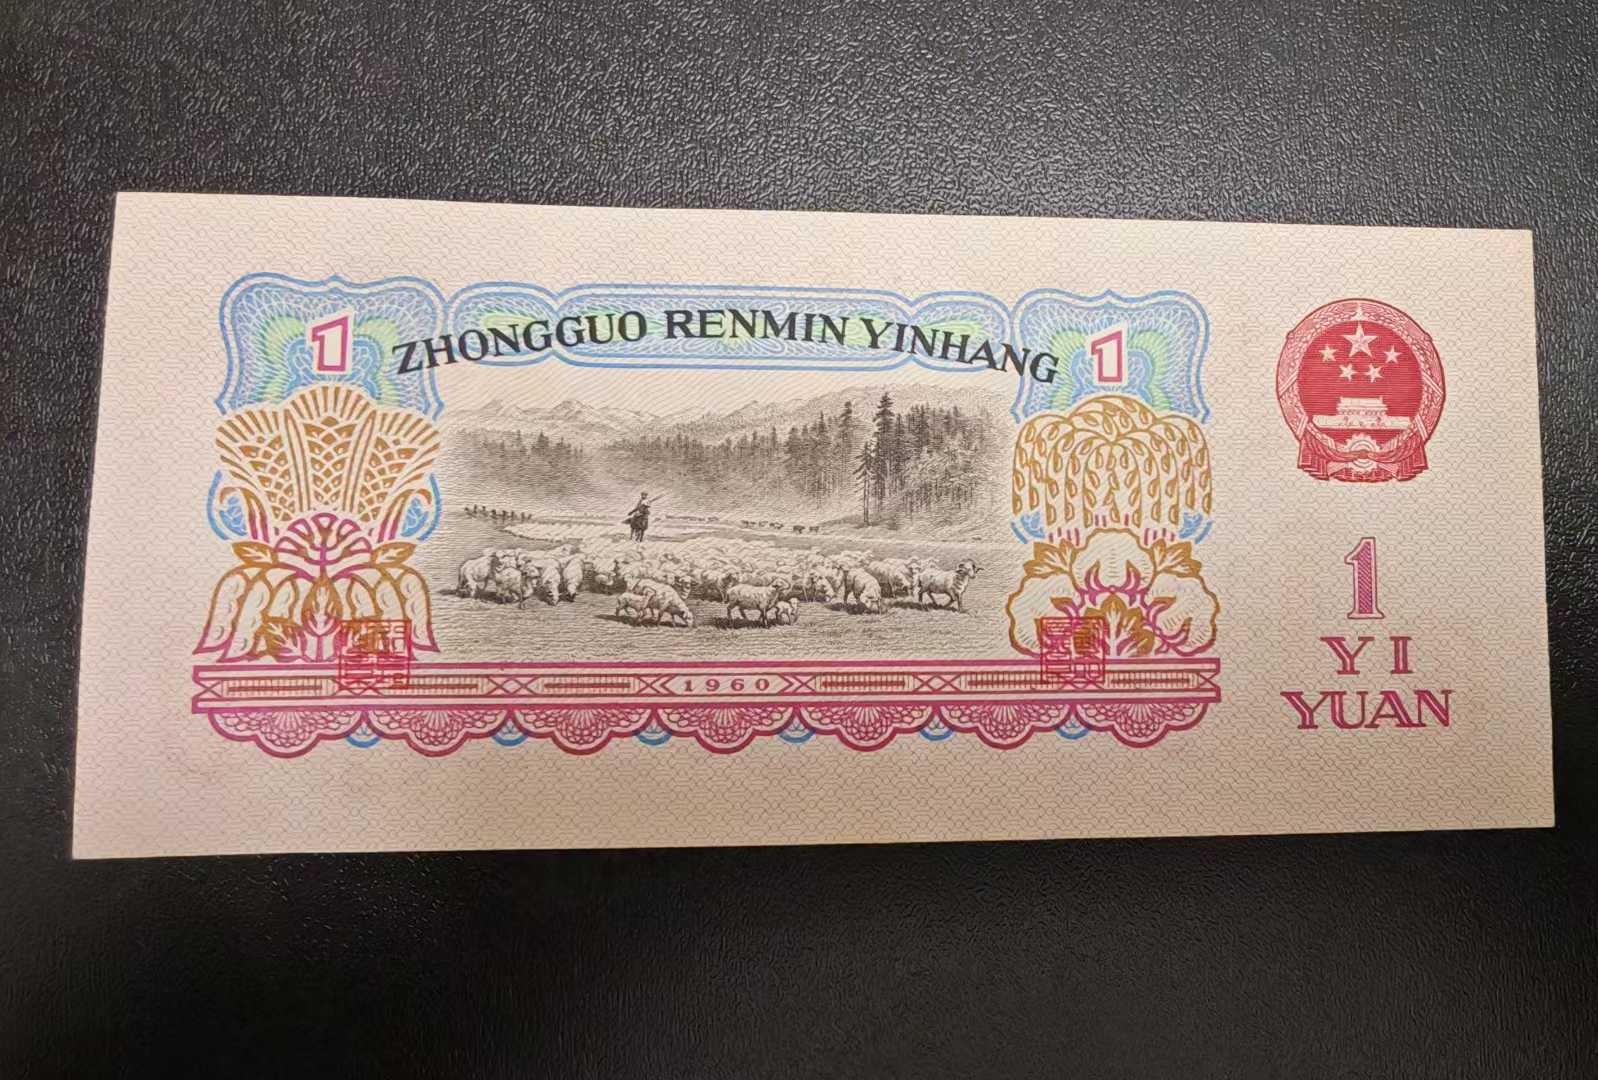 1
ZHONGGUO RENMIN YINHANG
1
1960
1
YI
YUAN